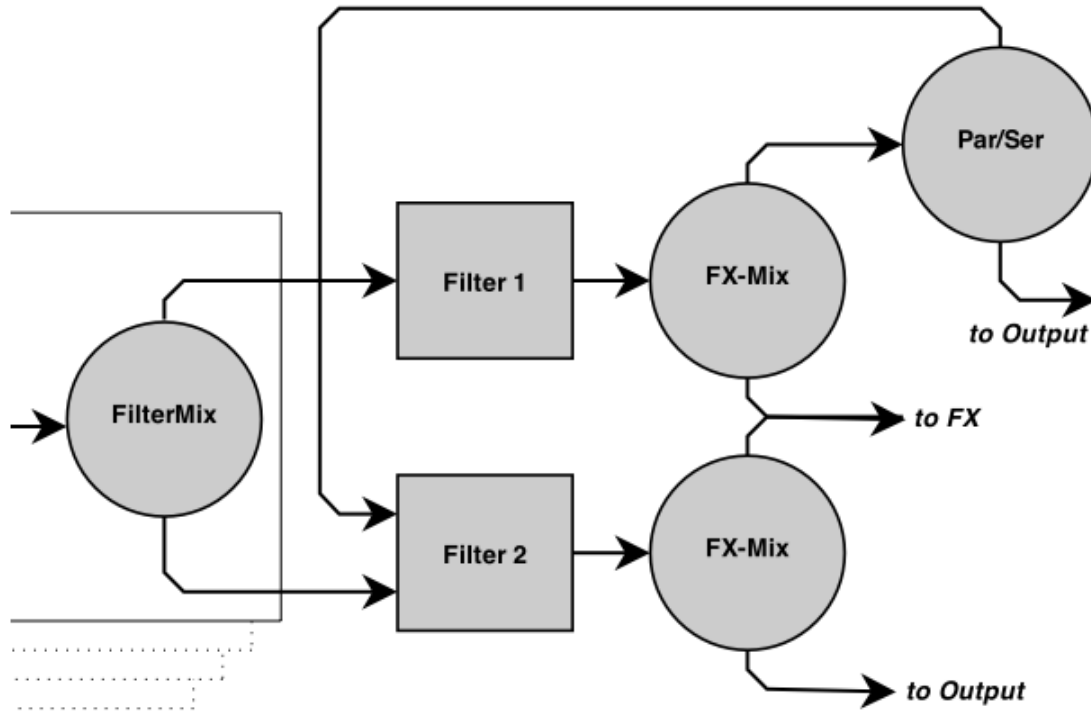 Par/Ser
Filter 1
FX-Mix
to Output
FilterMix
to FX
Filter 2
FX-Mix
to Output